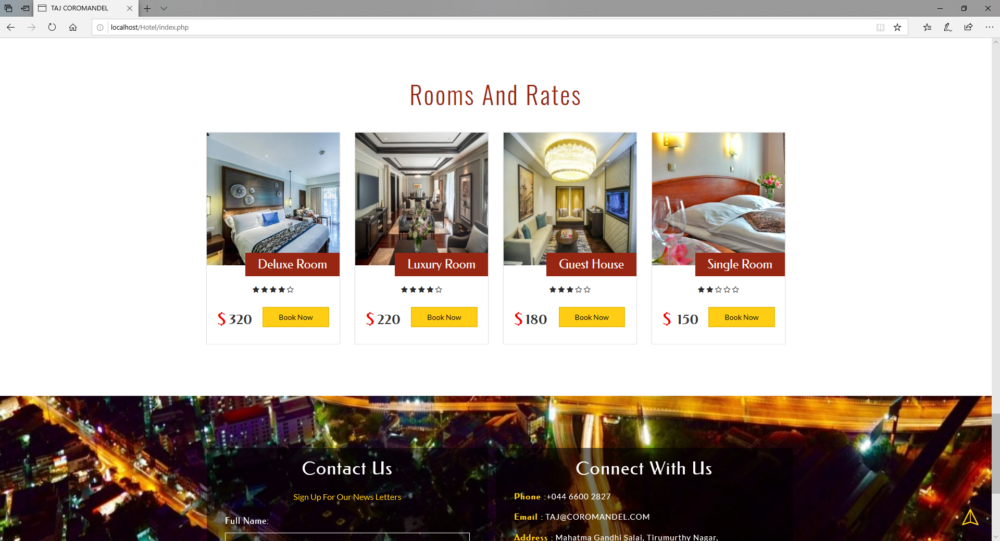 TAJ COROMANDEL
localhost/Hotel/index.php
Rooms And Rates
Deluxe Room
Luxury Room
Guest House
Single Room
$ 320
Book Now
$ 220
Book Now
$ 180
Book Now
$ 150
Book Now
Contact Us
Sign Up For Our News Letters
Full Name:
Connect With Us
Phone :+044 6600 2827
Email : TAJ@COROMANDEL.COM
Address : Mahatma Gandhi Salai, Tirumurthy Nagar,